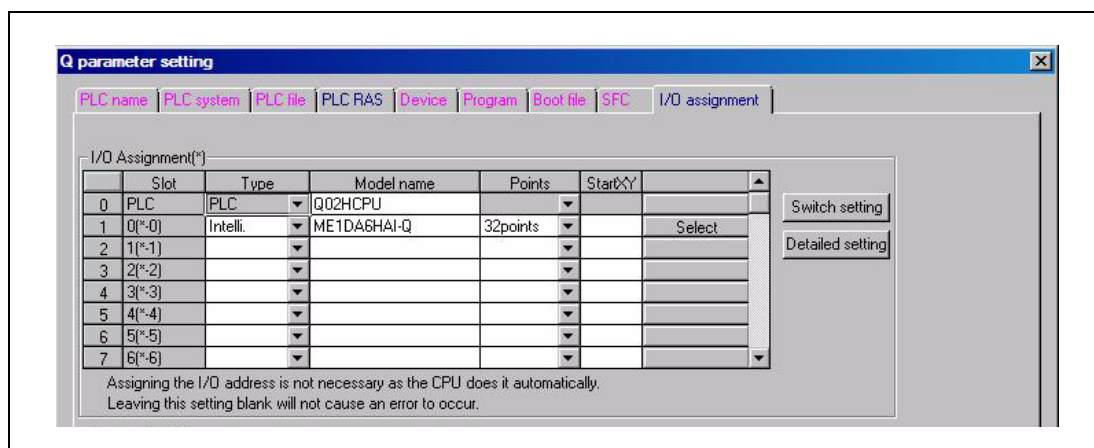 Q parameter setting
PLC name PLC system PLC file PLC RAS Device Program Boot file SFC I/O assignment
I/O Assignment(*)
Slot Type Model name Points StartXY
0 PLC PLC Q02HCPU
1 0(*-0) Intelli. ME1DA6HAI-Q 32points Select
2 1(*-1)
3 2(*-2)
4 3(*-3)
5 4(*-4)
6 5(*-5)
7 6(*-6)
Switch setting
Detailed setting
Assigning the I/O address is not necessary as the CPU does it automatically.
Leaving this setting blank will not cause an error to occur.